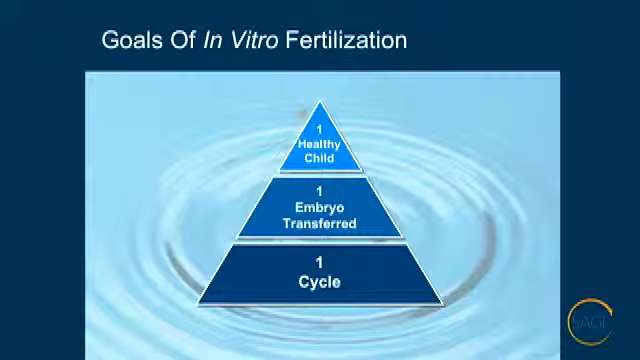 Goals Of In Vitro Fertilization
1
Healthy
Child
1
Embryo
Transferred
1
Cycle